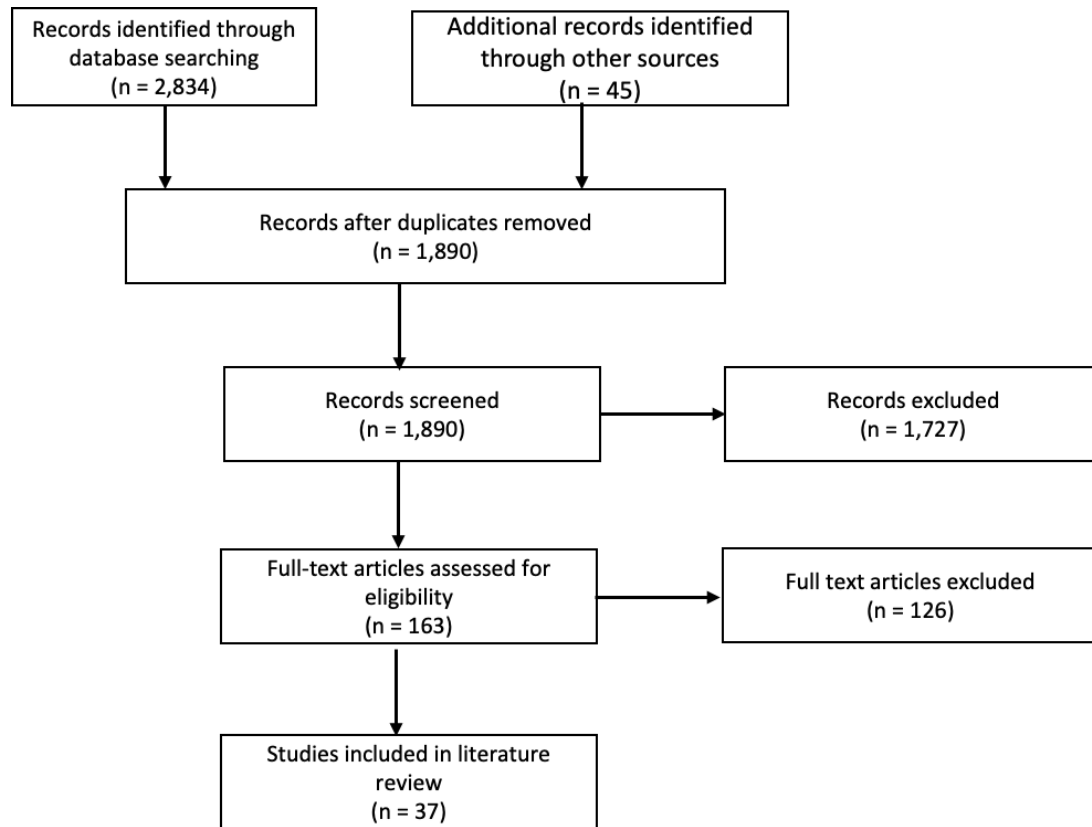 Records identified through
database searching
(n = 2,834)
Additional records identified
through other sources
(n = 45)
Records after duplicates removed
(n = 1,890)
Records screened
(n = 1,890)
Records excluded
(n = 1,727)
Full-text articles assessed for
eligibility
(n = 163)
Full text articles excluded
(n = 126)
Studies included in literature
review
(n = 37)